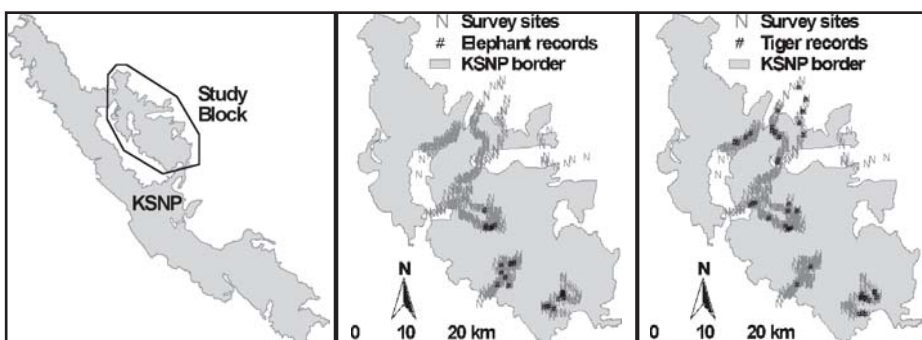 Study
Block
KSNP
N Survey sites
# Elephant records
KSNP border
N
0 10 20 km
N Survey sites
# Tiger records
KSNP border
N
0 10 20 km